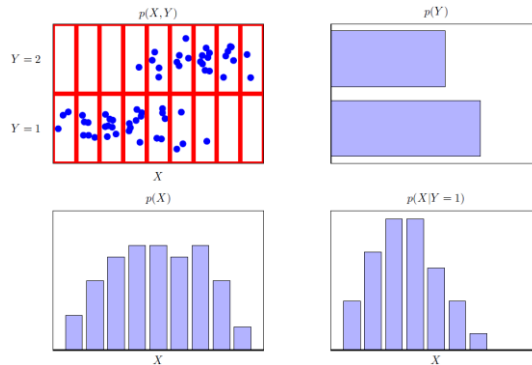 p(X, Y)
p(Y)
Y = 2
Y = 1
X
p(X)
p(X|Y = 1)
X
X